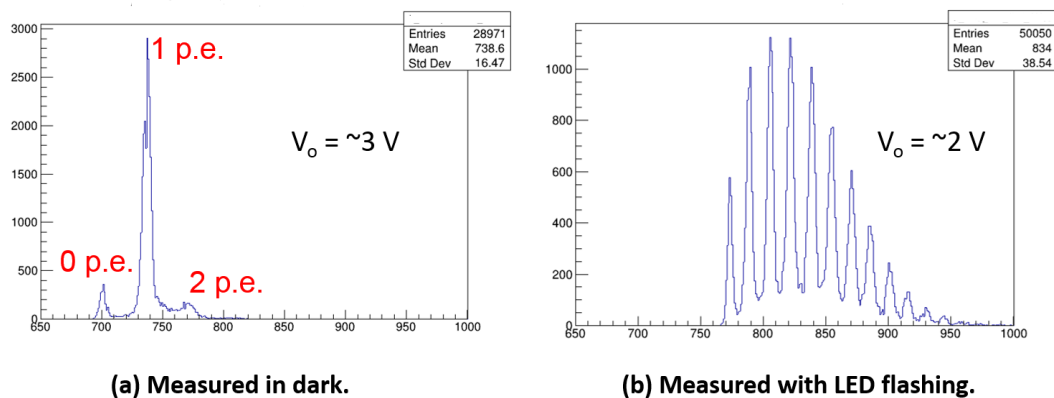 Entries 28971
Mean 738.6
Std Dev 16.47
3000
2500
2000
1500
1000
500
0
1 p.e.
0 p.e.
2 p.e.
Vo = ~3 V
650 700 750 800 850 900 950 1000
(a) Measured in dark.
Entries 50050
Mean 834
Std Dev 38.54
1000
800
600
400
200
0
Vo = ~2 V
650 700 750 800 850 900 950 1000
(b) Measured with LED flashing.